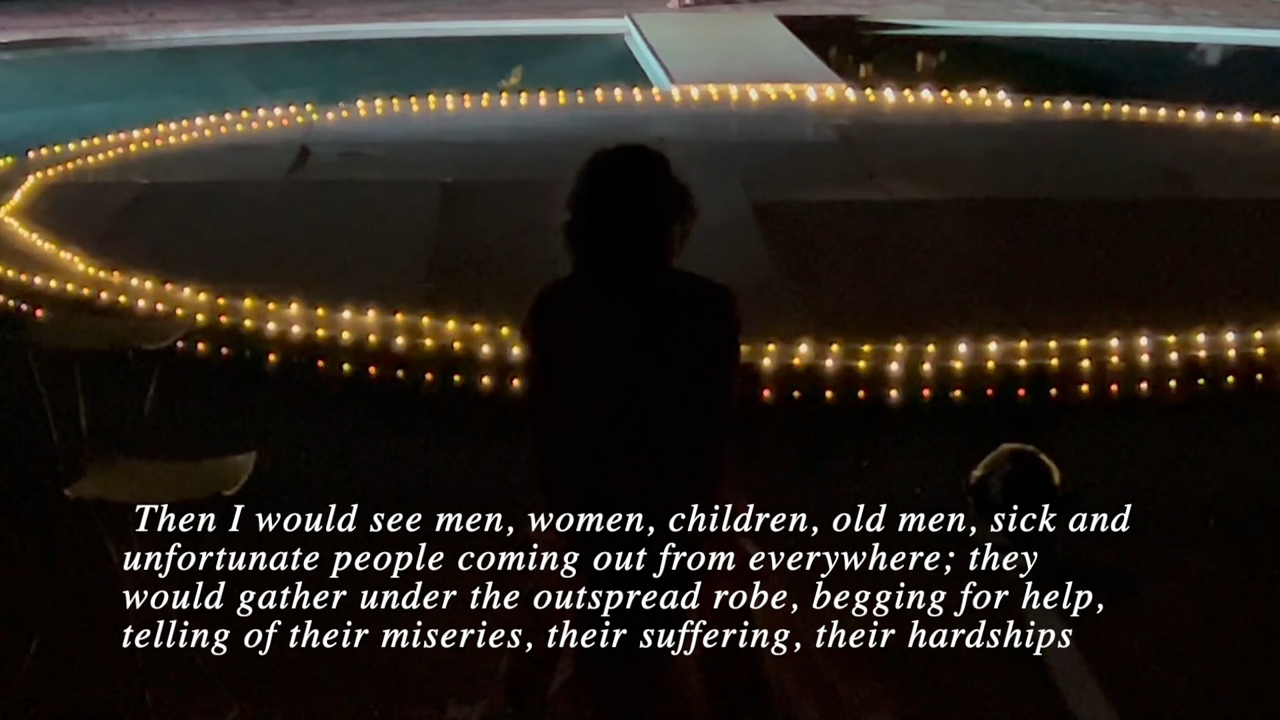 Then I would see men, women, children, old men, sick and
unfortunate people coming out from everywhere; they
would gather under the outspread robe, begging for help,
telling of their miseries, their suffering, their hardships